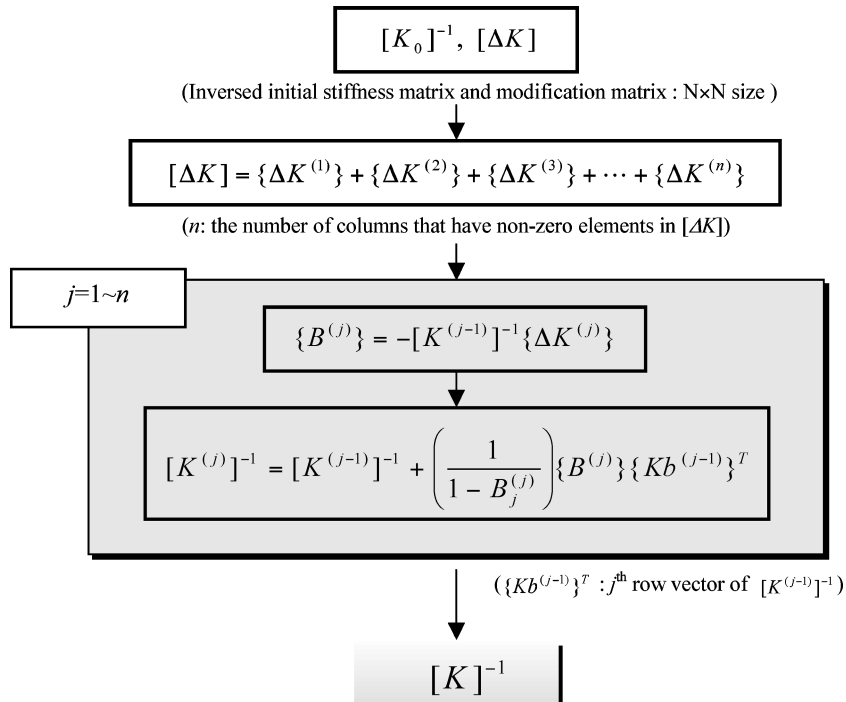 [K₀]⁻¹, [ΔK]
(Inversed initial stiffness matrix and modification matrix : N×N size )
[ΔK] = {ΔK⁽¹⁾} + {ΔK⁽²⁾} + {ΔK⁽³⁾} + ⋯ + {ΔK⁽ⁿ⁾}
(n: the number of columns that have non-zero elements in [ΔK])
j=1~n
{B^{(j)}} = −[K^{(j−1)}]^{−1}{ΔK^{(j)}}
[K^{(j)}]^{−1} = [K^{(j−1)}]^{−1} + (1 / (1 − B_j^{(j)})){B^{(j)}}{Kb^{(j−1)}}^T
({Kb^{(j−1)}}^T : j^{th} row vector of [K^{(j−1)}]^{−1})
[K]⁻¹